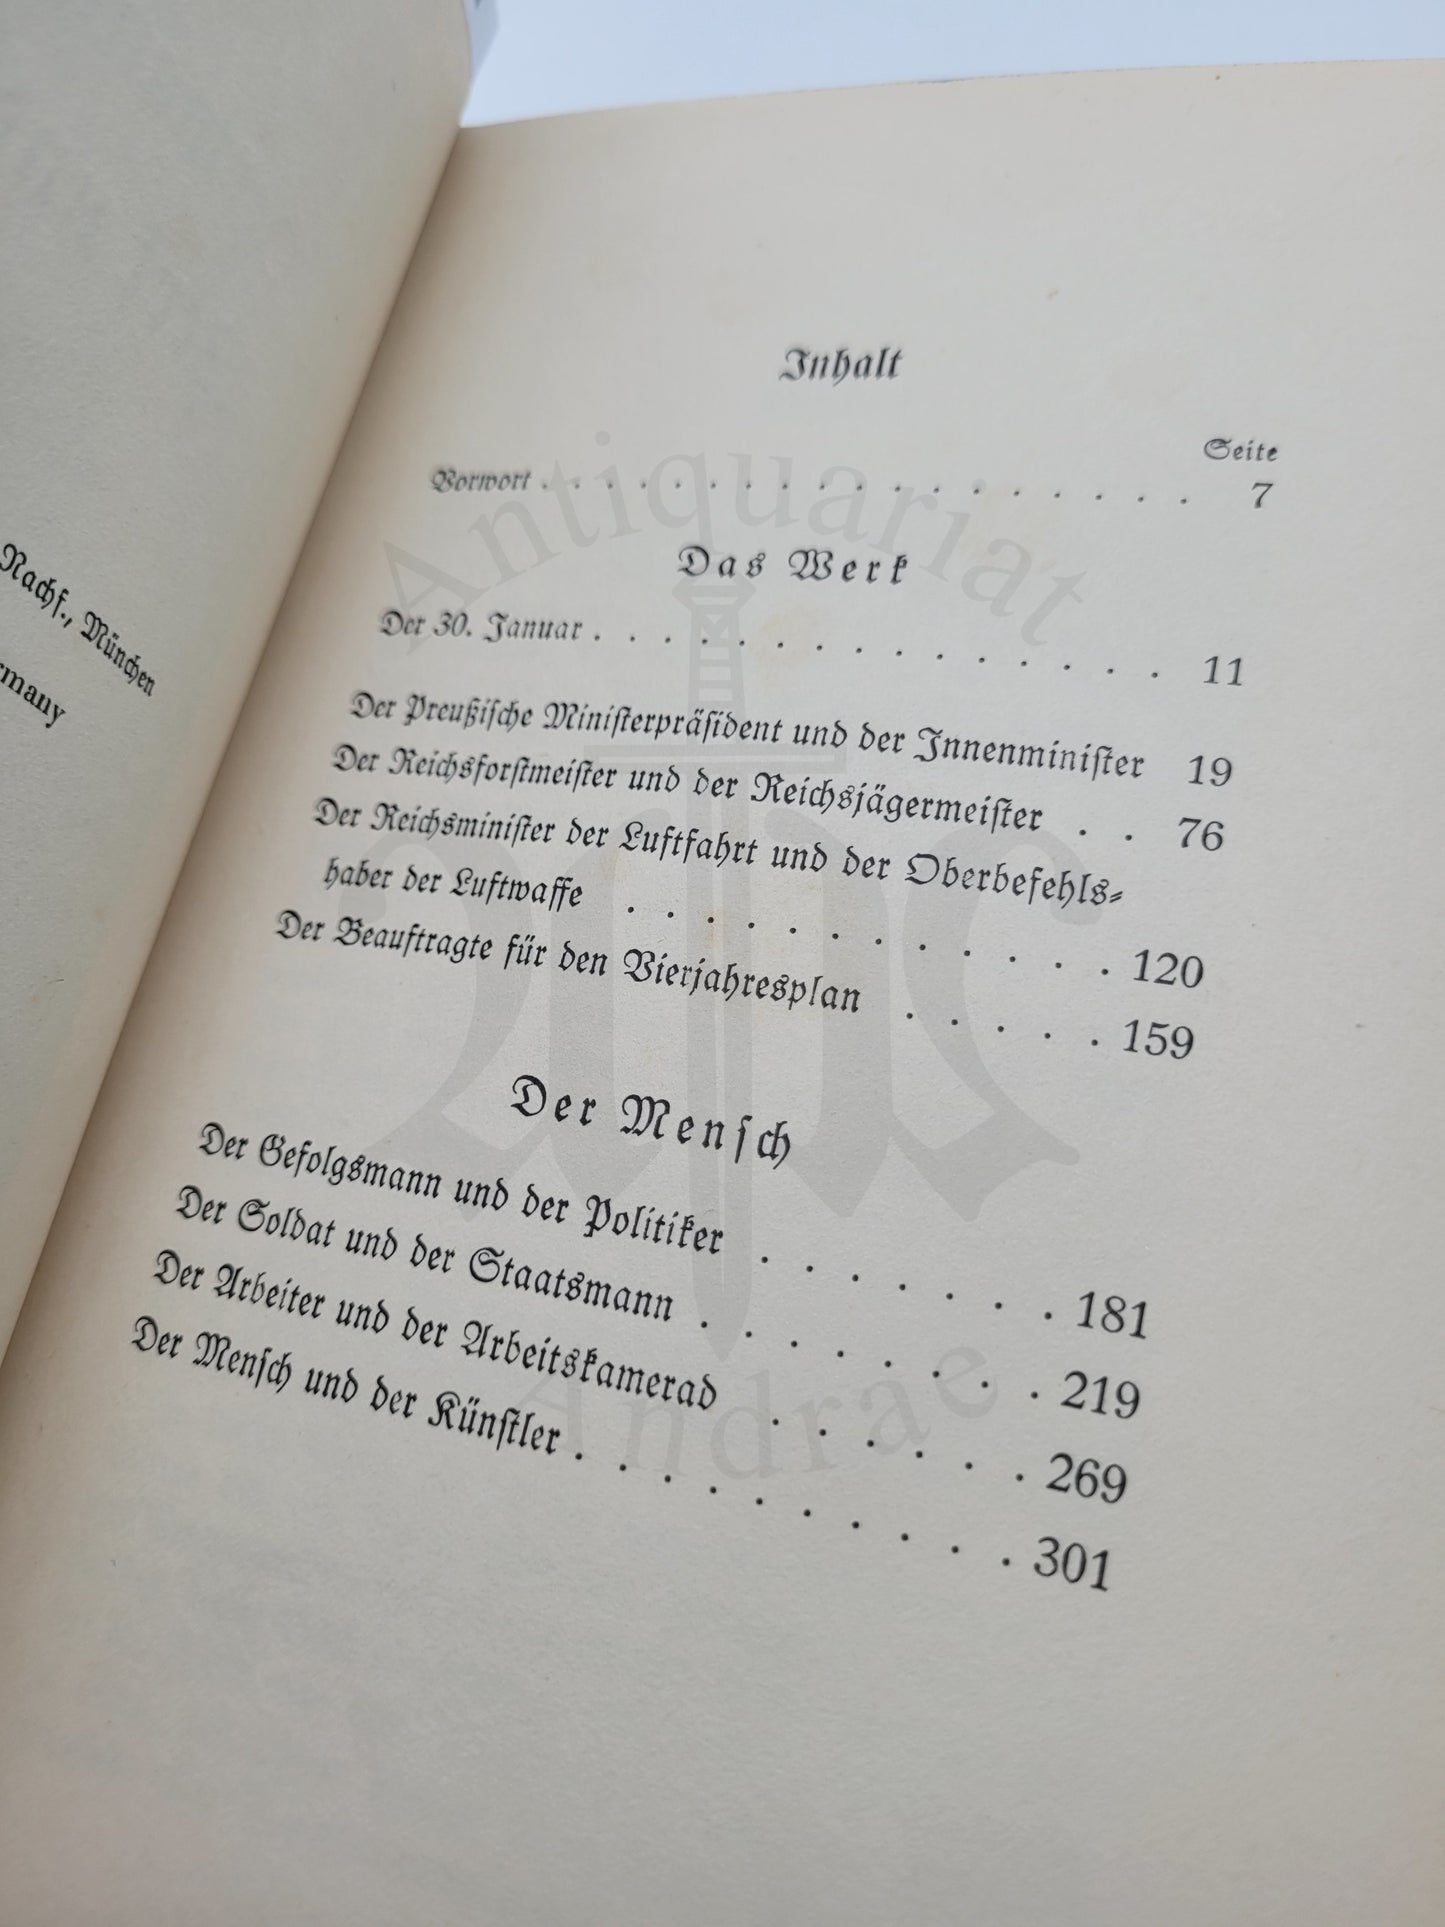 Nachf., München
rmany
Inhalt
Seite
Vorwort . . . . . . . . . . . . . . . . . . 7
Das Werk
Der 30. Januar . . . . . . . . . . . . . . . 11
Der Preußische Ministerpräsident und der Innenminister 19
Der Reichsforstmeister und der Reichsjägermeister . . 76
Der Reichsminister der Luftfahrt und der Oberbefehls-
haber der Luftwaffe . . . . . . . . . . . . 120
Der Beauftragte für den Vierjahresplan . . . . . 159
Der Mensch
Der Gefolgsmann und der Politiker . . . . . . . 181
Der Soldat und der Staatsmann . . . . . . . . 219
Der Arbeiter und der Arbeitskamerad . . . . . . 269
Der Mensch und der Künstler . . . . . . . . . . 301
Antiquariat
Andrae